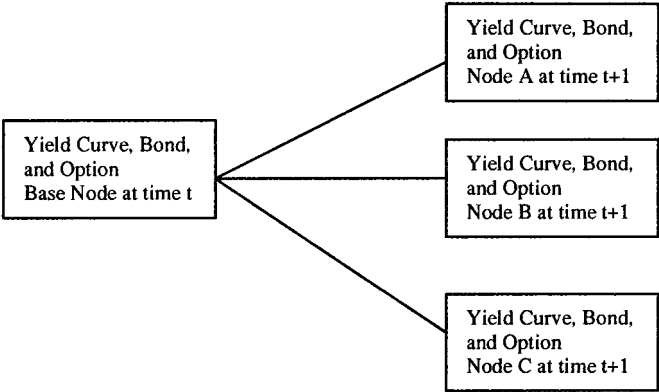 Yield Curve, Bond,
and Option
Node A at time t+1
Yield Curve, Bond,
and Option
Base Node at time t
Yield Curve, Bond,
and Option
Node B at time t+1
Yield Curve, Bond,
and Option
Node C at time t+1